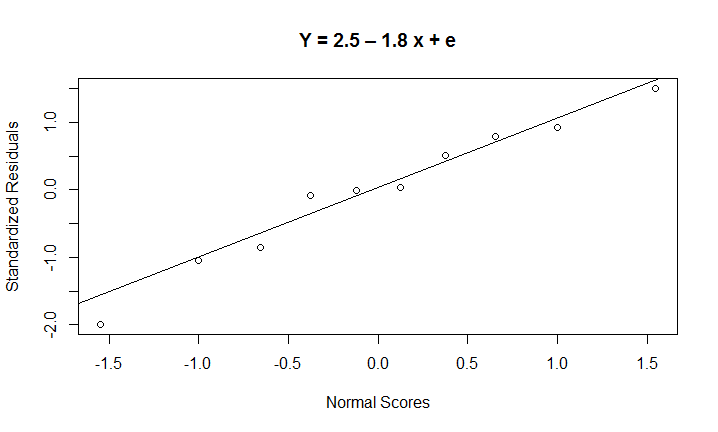 Y = 2.5 – 1.8 x + e
Standardized Residuals
1.0
0.0
-1.0
-2.0
-1.5 -1.0 -0.5 0.0 0.5 1.0 1.5
Normal Scores